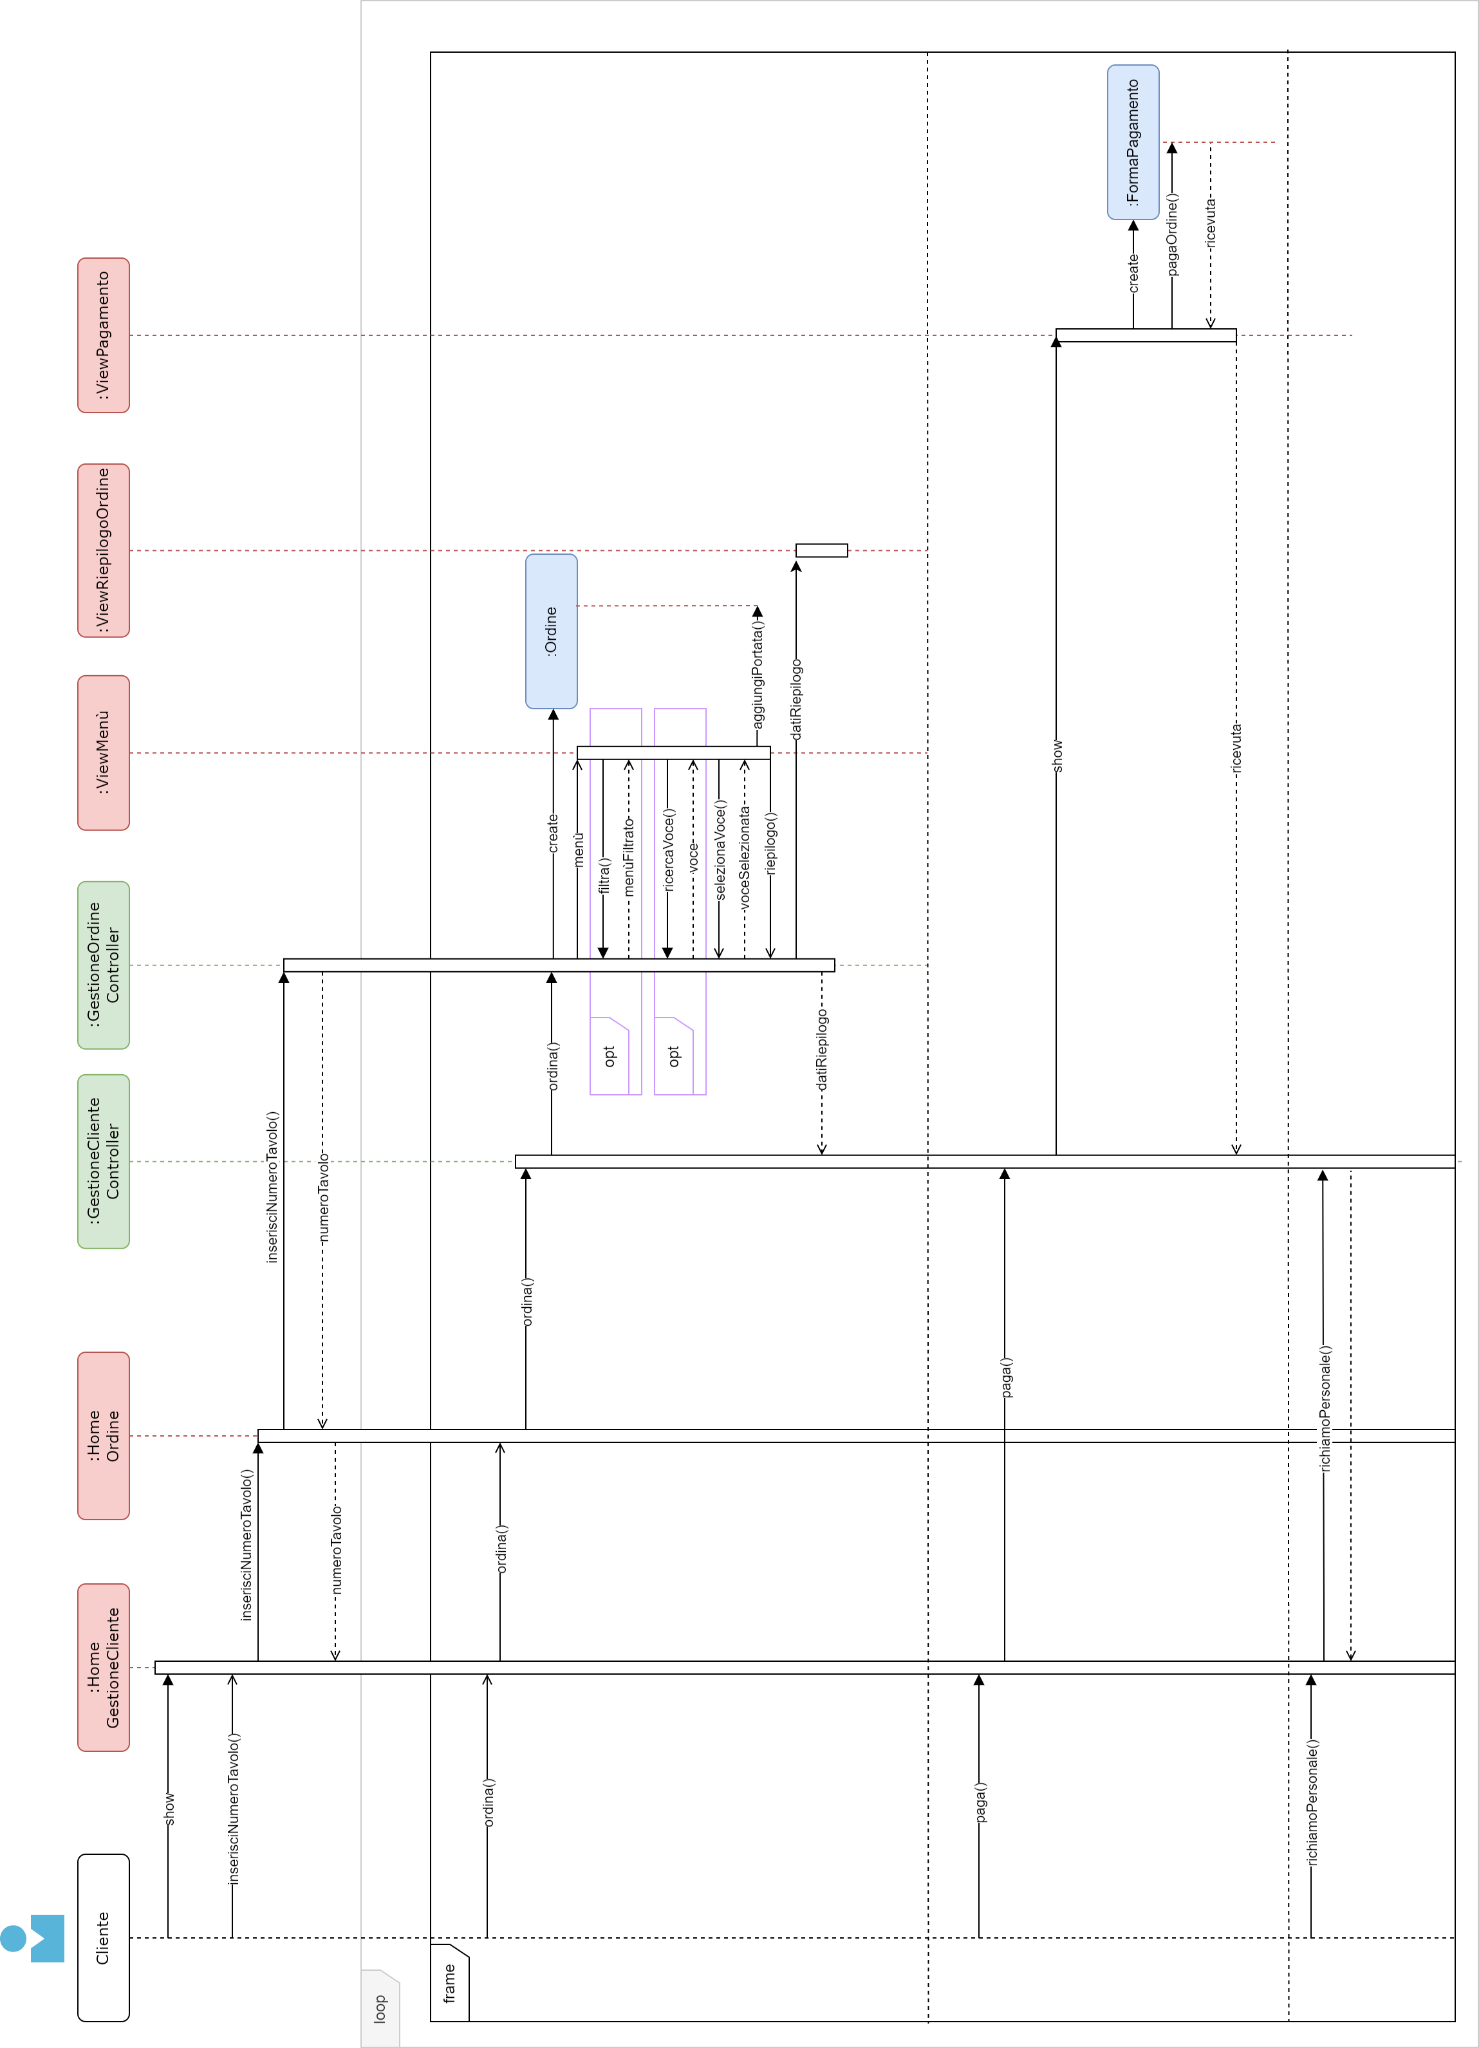 Cliente
:Home
GestioneCliente
:Home
Ordine
:GestioneCliente
Controller
:GestioneOrdine
Controller
:ViewMenù
:ViewRiepilogoOrdine
:ViewPagamento
show
inserisciNumeroTavolo()
inserisciNumeroTavolo()
inserisciNumeroTavolo()
numeroTavolo
numeroTavolo
loop
frame
ordina()
ordina()
ordina()
ordina()
create
:Ordine
menù
opt
filtra()
menùFiltrato
opt
ricercaVoce()
voce
selezionaVoce()
voceSelezionata
aggiungiPortata()
riepilogo()
datiRiepilogo
datiRiepilogo
paga()
paga()
show
create
:FormaPagamento
pagaOrdine()
ricevuta
ricevuta
richiamoPersonale()
richiamoPersonale()